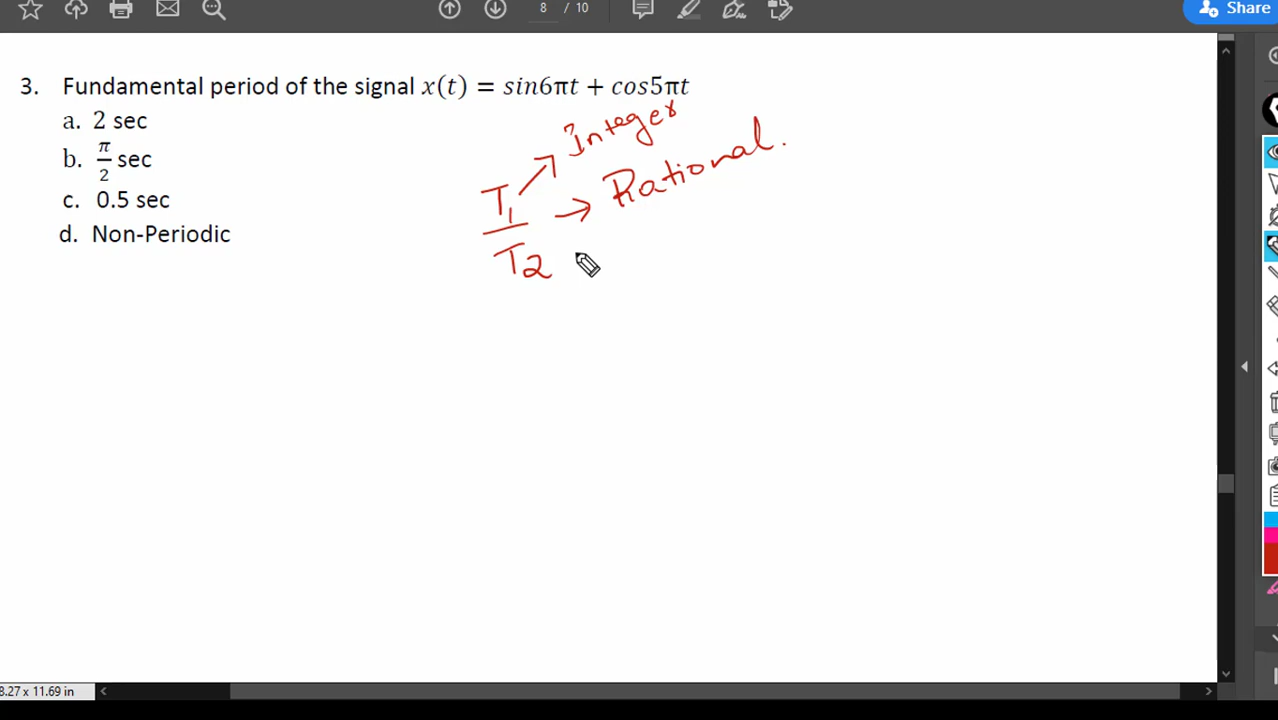 8 / 10
Share
3. Fundamental period of the signal x(t) = sin6πt + cos5πt
a. 2 sec
b. π/2 sec
c. 0.5 sec
d. Non-Periodic
Integer
T1/T2 → Rational.
8.27 x 11.69 in